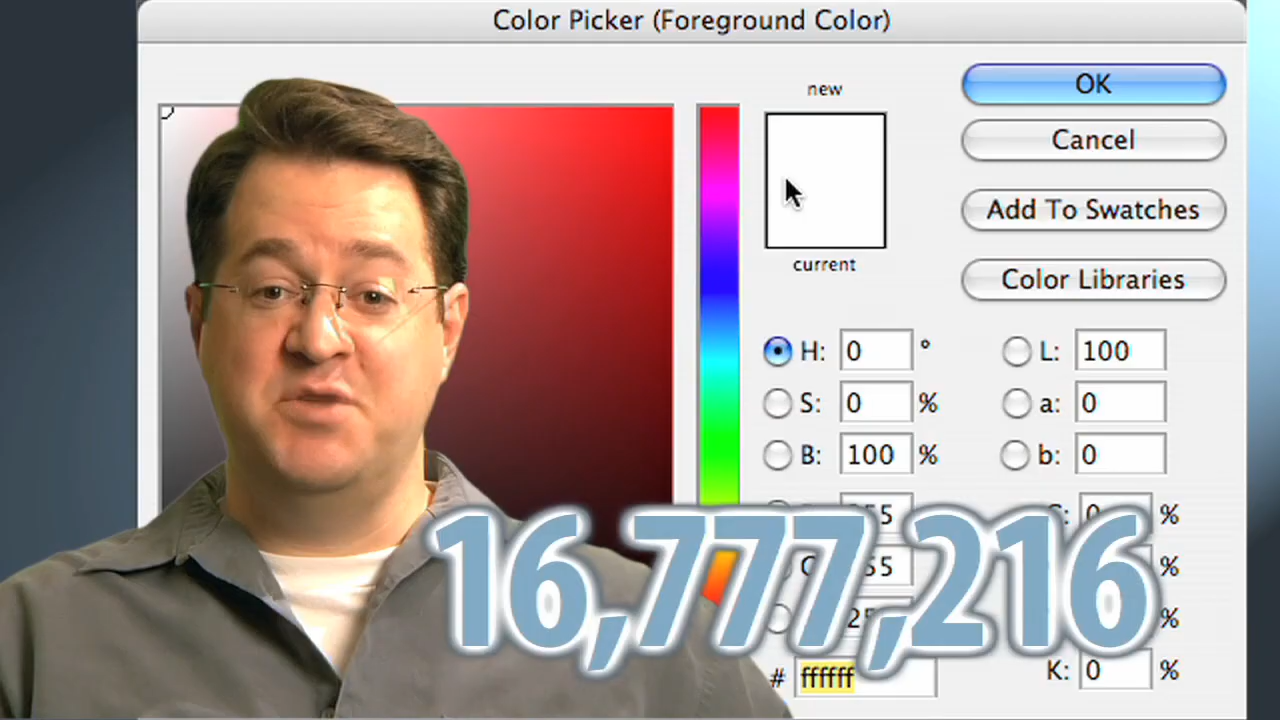 Color Picker (Foreground Color)
new
current
OK
Cancel
Add To Swatches
Color Libraries
H: 0 °
L: 100
S: 0 %
a: 0
B: 100 %
b: 0
%
%
%
16,777,216
# ffffff
K: 0 %